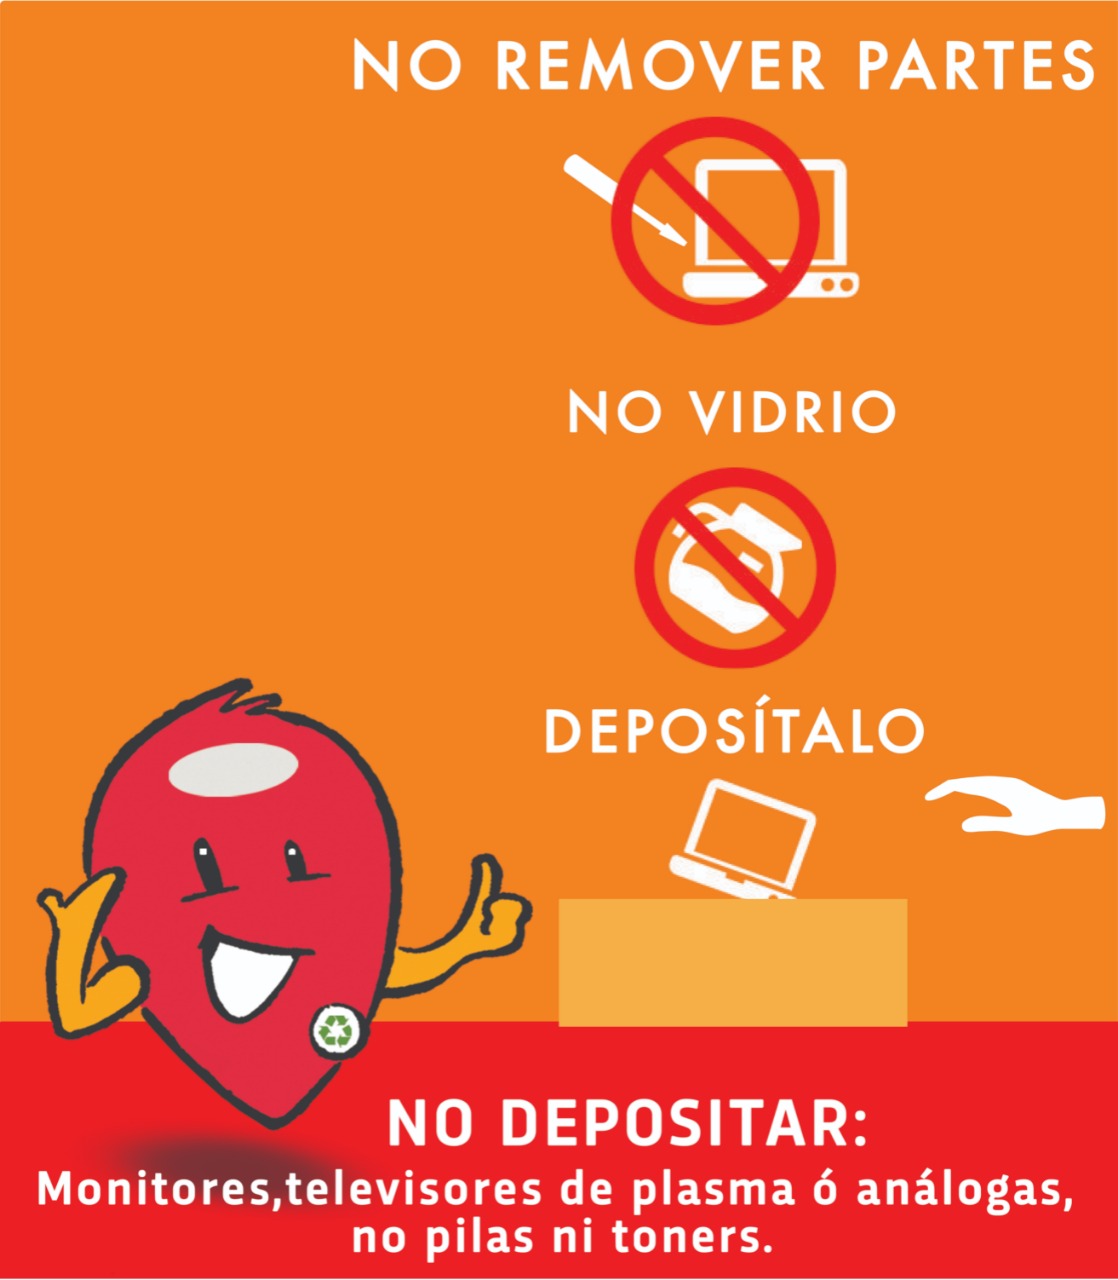 NO REMOVER PARTES
NO VIDRIO
DEPOSÍTALO
NO DEPOSITAR:
Monitores,televisores de plasma ó análogas,
no pilas ni toners.